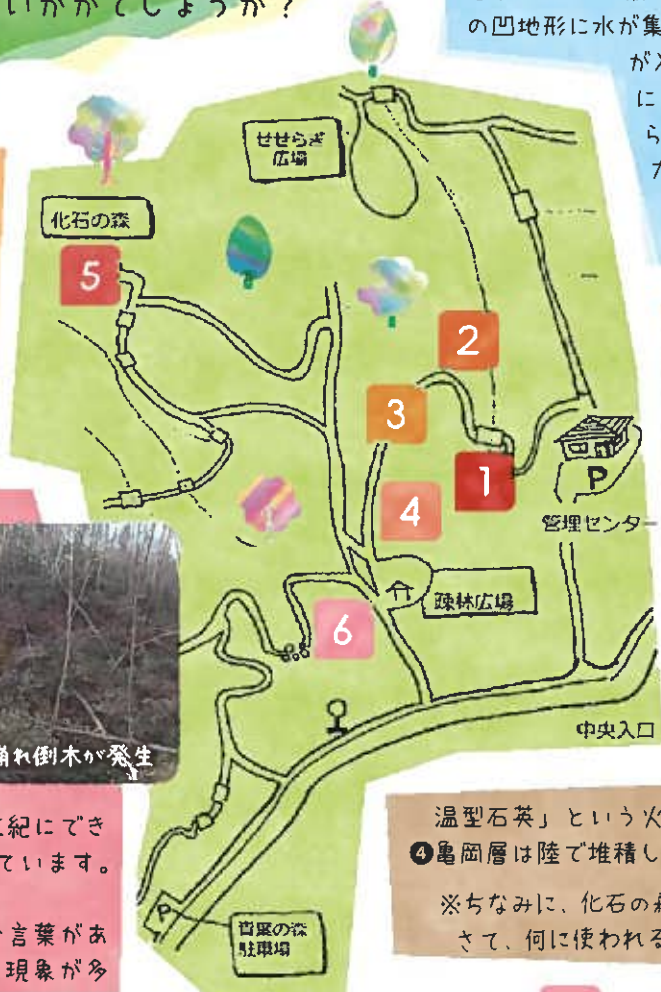 いかがでしょうか？
の凹地形に水が集
が入
に
ら
せせらぎ
広場
化石の森
5
2
3
1
P
4
管理センター
疎林広場
6
中央入口
崩れ倒木が発生
紀にでき
ています。
言葉があ
現象が多
P
青葉の森
駐車場
温型石英」という火
❹亀岡層は陸で堆積し
※ちなみに、化石の森
さて、何に使われる